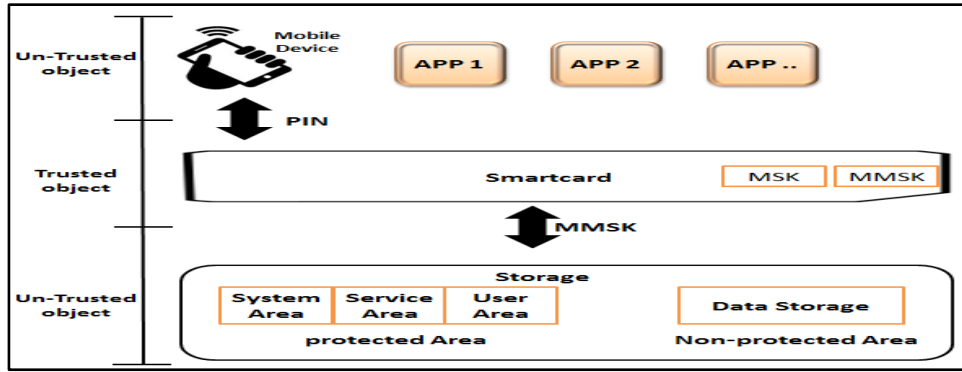 Un-Trusted
object
Mobile
Device
APP 1
APP 2
APP ..
PIN
Trusted
object
Smartcard
MSK
MMSK
MMSK
Un-Trusted
object
Storage
System
Area
Service
Area
User
Area
Data Storage
protected Area
Non-protected Area